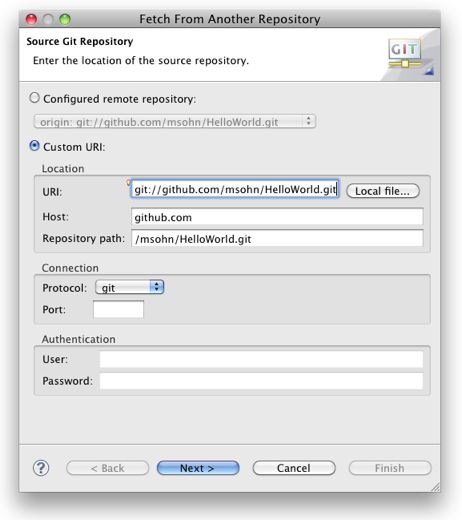 Fetch From Another Repository
Source Git Repository
Enter the location of the source repository.
GIT
Configured remote repository:
origin: git://github.com/msohn/HelloWorld.git
Custom URI:
Location
URI: git://github.com/msohn/HelloWorld.git Local file...
Host: github.com
Repository path: /msohn/HelloWorld.git
Connection
Protocol: git
Port:
Authentication
User:
Password:
? < Back Next > Cancel Finish